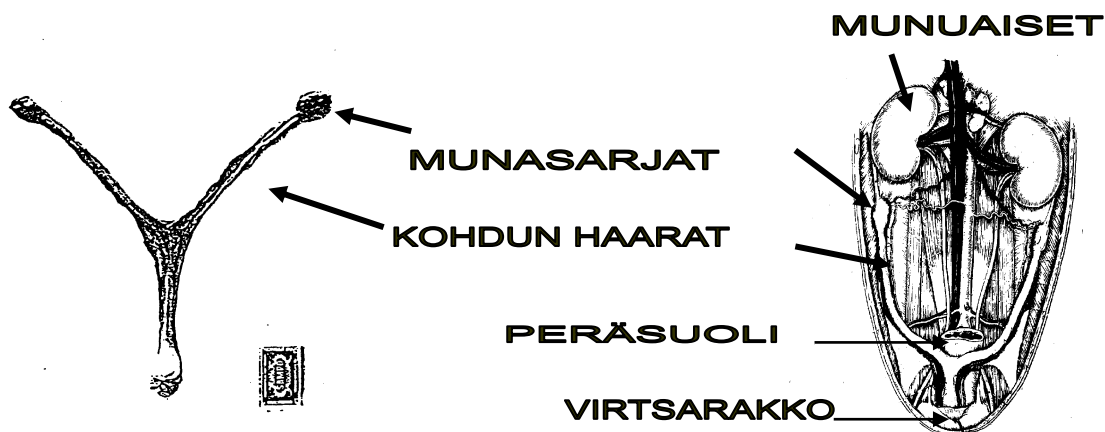 MUNUAISET
MUNASARJAT
KOHDUN HAARAT
PERÄSUOLI
VIRTSARAKKO